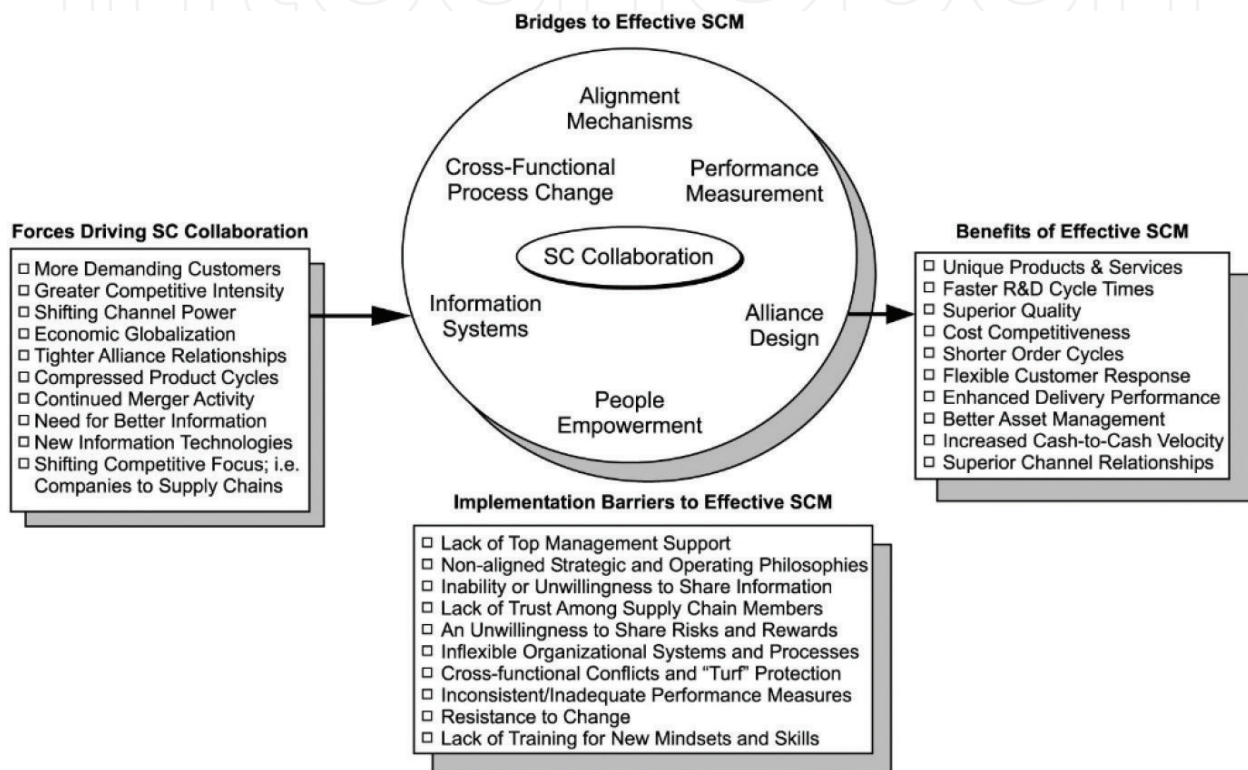 Bridges to Effective SCM
Alignment
Mechanisms
Cross-Functional
Process Change
Performance
Measurement
SC Collaboration
Information
Systems
Alliance
Design
People
Empowerment
Forces Driving SC Collaboration
More Demanding Customers
Greater Competitive Intensity
Shifting Channel Power
Economic Globalization
Tighter Alliance Relationships
Compressed Product Cycles
Continued Merger Activity
Need for Better Information
New Information Technologies
Shifting Competitive Focus; i.e.
Companies to Supply Chains
Benefits of Effective SCM
Unique Products & Services
Faster R&D Cycle Times
Superior Quality
Cost Competitiveness
Shorter Order Cycles
Flexible Customer Response
Enhanced Delivery Performance
Better Asset Management
Increased Cash-to-Cash Velocity
Superior Channel Relationships
Implementation Barriers to Effective SCM
Lack of Top Management Support
Non-aligned Strategic and Operating Philosophies
Inability or Unwillingness to Share Information
Lack of Trust Among Supply Chain Members
An Unwillingness to Share Risks and Rewards
Inflexible Organizational Systems and Processes
Cross-functional Conflicts and “Turf” Protection
Inconsistent/Inadequate Performance Measures
Resistance to Change
Lack of Training for New Mindsets and Skills